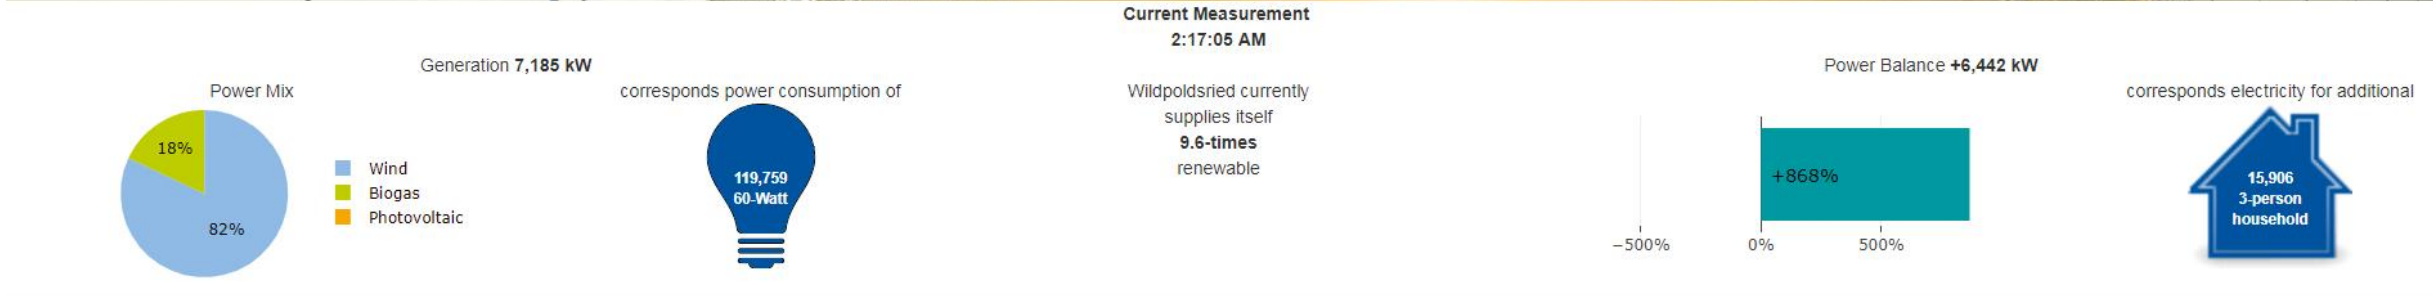 Current Measurement
2:17:05 AM
Generation 7,185 kW
Power Mix
18%
82%
Wind
Biogas
Photovoltaic
corresponds power consumption of
119,759
60-Watt
Wildpoldsried currently
supplies itself
9.6-times
renewable
Power Balance +6,442 kW
+868%
−500%
0%
500%
corresponds electricity for additional
15,906
3-person
household